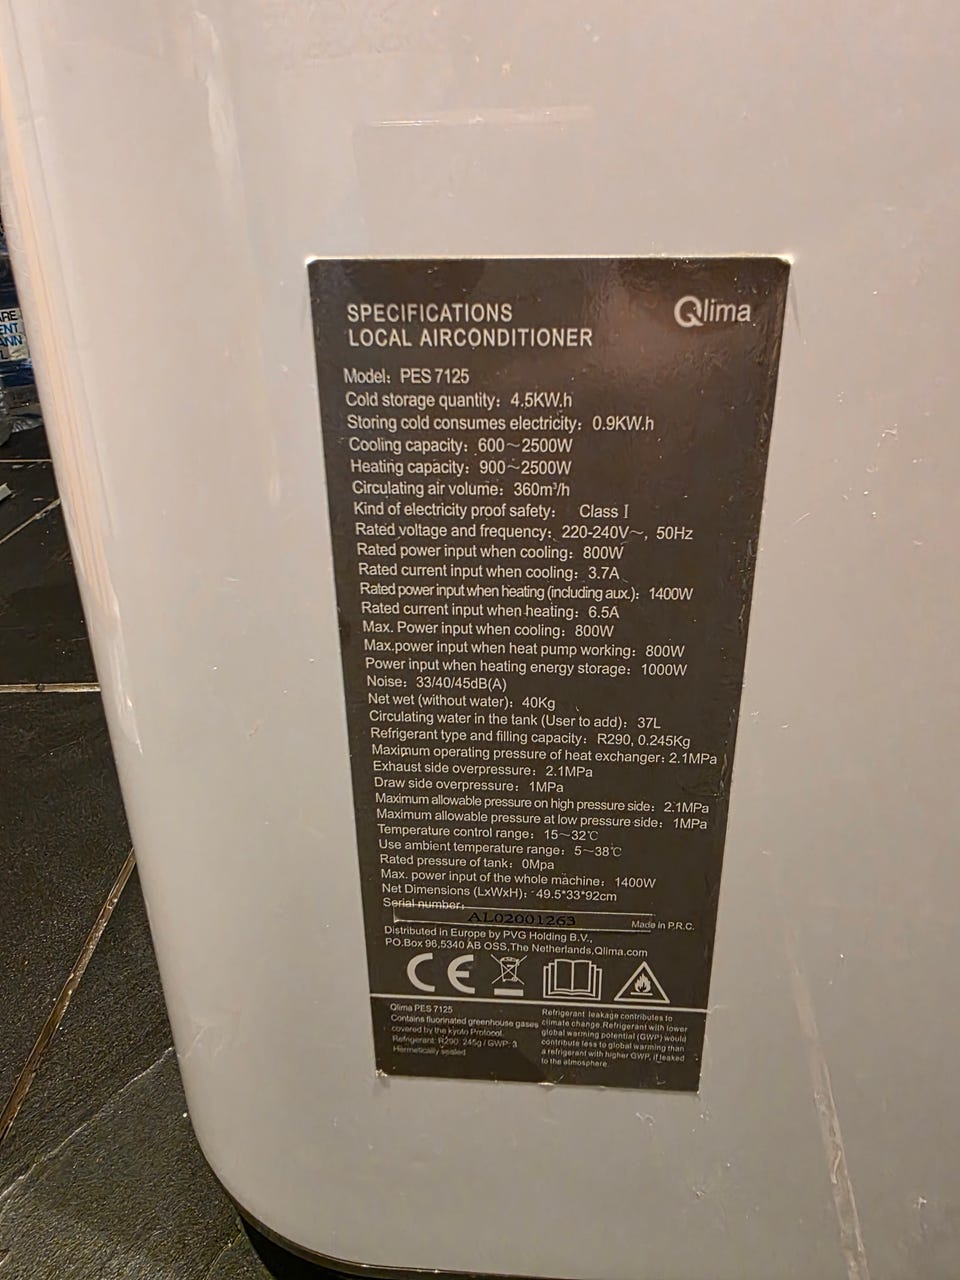 Qlima
SPECIFICATIONS
LOCAL AIRCONDITIONER
Model: PES 7125
Cold storage quantity: 4.5KW.h
Storing cold consumes electricity: 0.9KW.h
Cooling capacity: 600~2500W
Heating capacity: 900~2500W
Circulating air volume: 360m³/h
Kind of electricity proof safety: Class I
Rated voltage and frequency: 220-240V~, 50Hz
Rated power input when cooling: 800W
Rated current input when cooling: 3.7A
Rated power input when heating (including aux.): 1400W
Rated current input when heating: 6.5A
Max. Power input when cooling: 800W
Max.power input when heat pump working: 800W
Power input when heating energy storage: 1000W
Noise: 33/40/45dB(A)
Net wet (without water): 40Kg
Circulating water in the tank (User to add): 37L
Refrigerant type and filling capacity: R290, 0.245Kg
Maximum operating pressure of heat exchanger: 2.1MPa
Exhaust side overpressure: 2.1MPa
Draw side overpressure: 1MPa
Maximum allowable pressure on high pressure side: 2.1MPa
Maximum allowable pressure at low pressure side: 1MPa
Temperature control range: 15~32℃
Use ambient temperature range: 5~38℃
Rated pressure of tank: 0Mpa
Max. power input of the whole machine: 1400W
Net Dimensions (LxWxH): 49.5*33*92cm
Serial number:
AL02001263
Made in P.R.C.
Distributed in Europe by PVG Holding B.V.,
PO.Box 96,5340 AB OSS,The Netherlands,Qlima.com
CE
Qlima PES 7125
Contains fluorinated greenhouse gases
covered by the kyoto Protocol.
Refrigerant: R290, 245g / GWP: 3
Hermetically sealed
Refrigerant leakage contributes to
climate change.Refrigerant with lower
global warming potential (GWP) would
contribute less to global warming than
a refrigerant with higher GWP, if leaked
to the atmosphere.
ENT
ANN